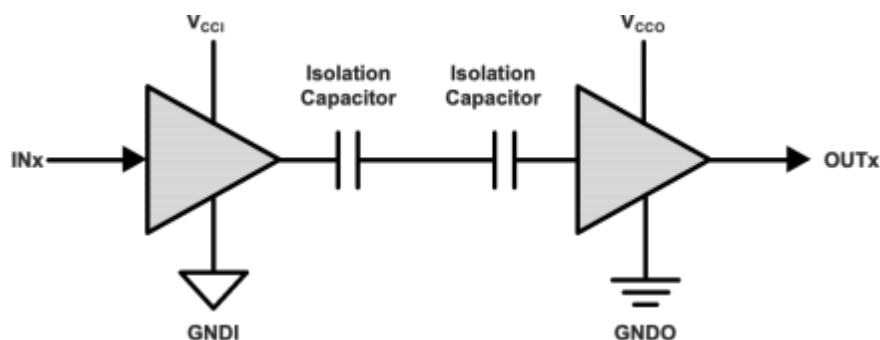 VCCI
VCCO
Isolation
Capacitor
Isolation
Capacitor
INx
OUTx
GNDI
GNDO